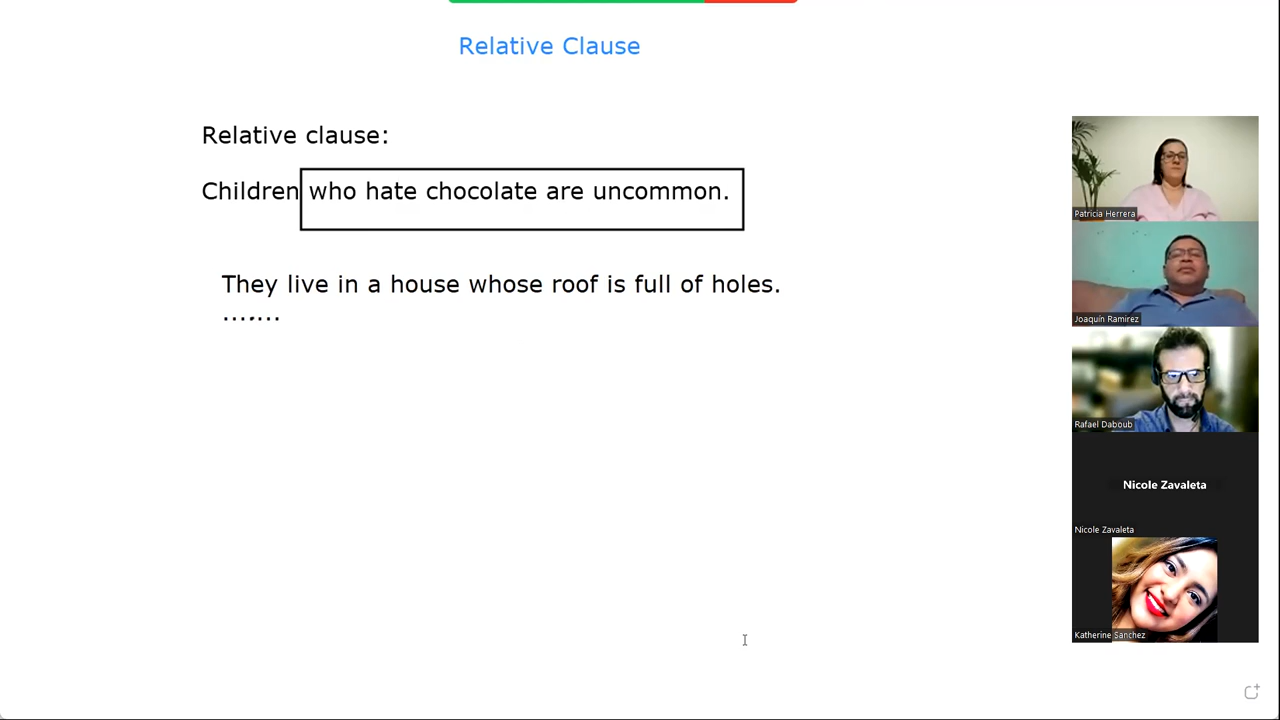 Relative Clause
Relative clause:
Children who hate chocolate are uncommon.
They live in a house whose roof is full of holes.
.......
Patricia Herrera
Joaquín Ramirez
Rafael Daboub
Nicole Zavaleta
Nicole Zavaleta
Katherine Sanchez